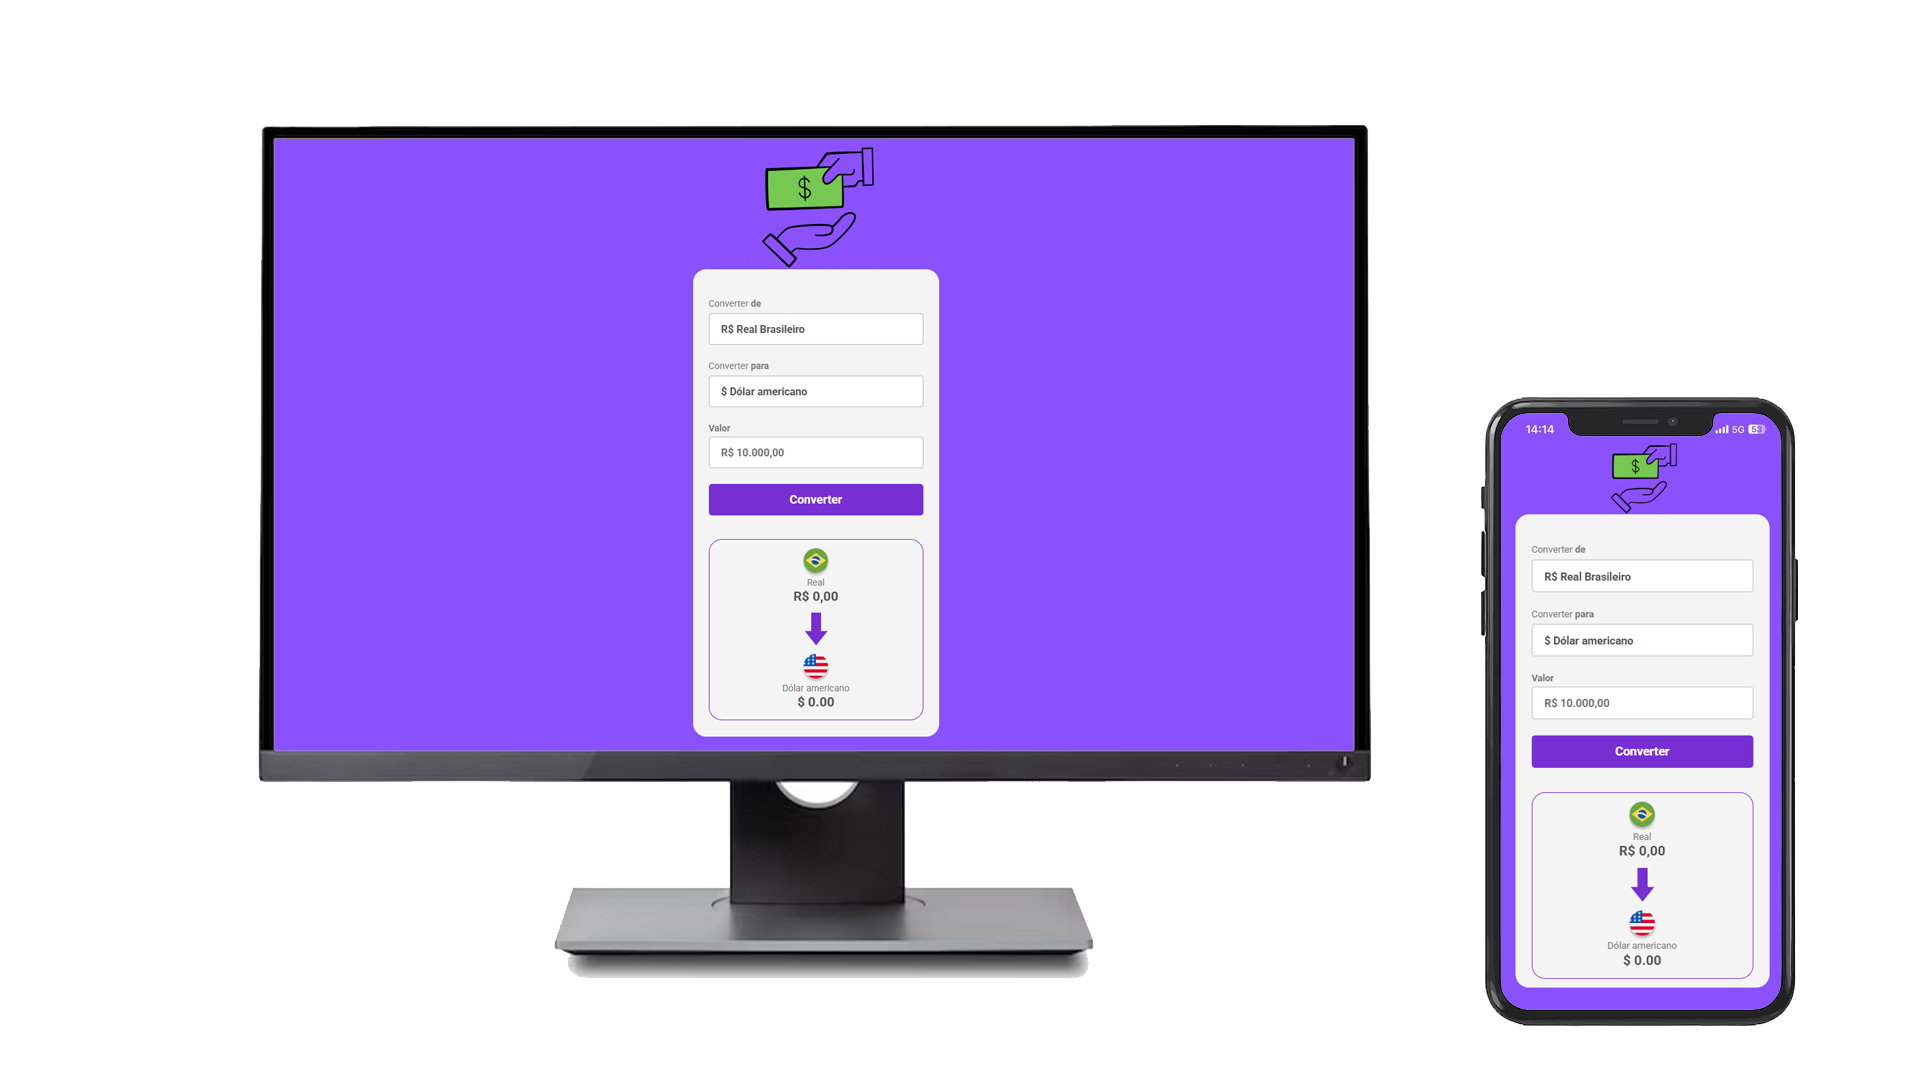 $
Converter de
R$ Real Brasileiro
Converter para
$ Dólar americano
Valor
R$ 10.000,00
Converter
Real
R$ 0,00
Dólar americano
$ 0.00
14:14
5G 53
$
Converter de
R$ Real Brasileiro
Converter para
$ Dólar americano
Valor
R$ 10.000,00
Converter
Real
R$ 0,00
Dólar americano
$ 0.00